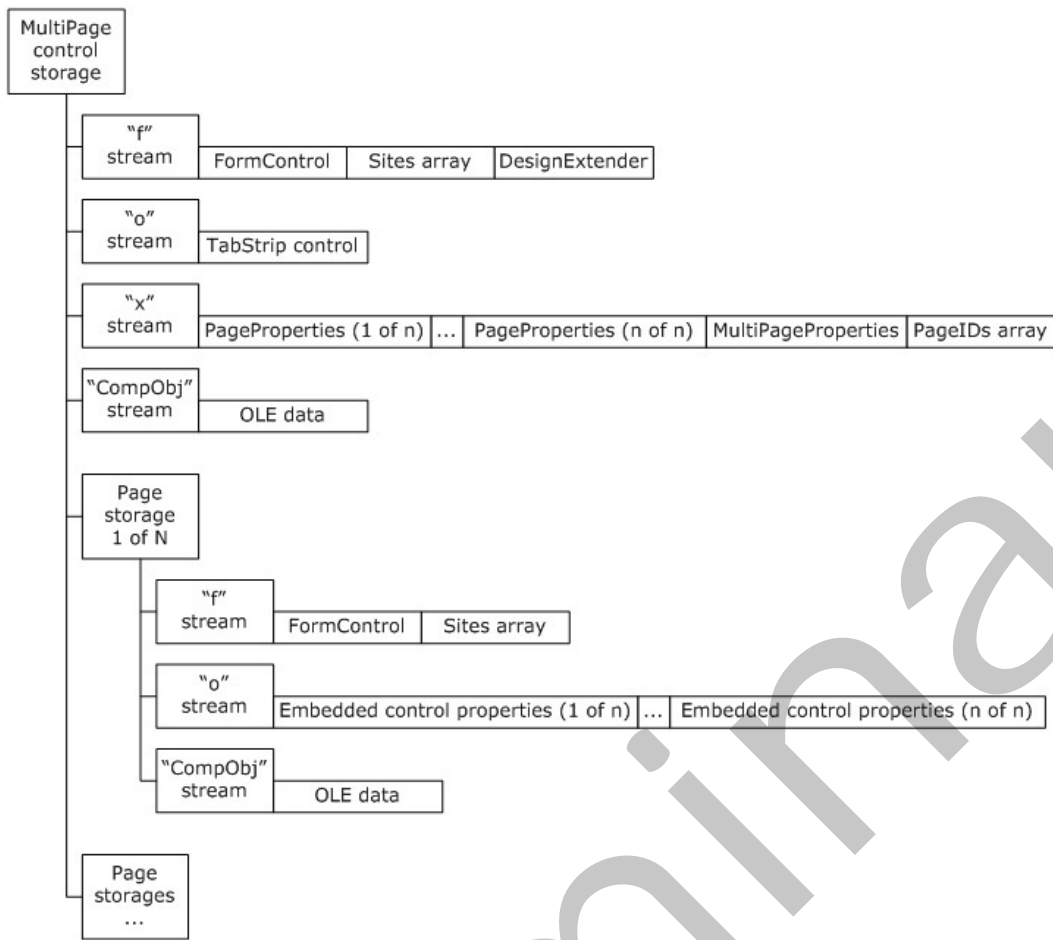 MultiPage
control
storage
“f”
stream
FormControl
Sites array
DesignExtender
“o”
stream
TabStrip control
“x”
stream
PageProperties (1 of n)
...
PageProperties (n of n)
MultiPageProperties
PageIDs array
“CompObj”
stream
OLE data
Page
storage
1 of N
“f”
stream
FormControl
Sites array
“o”
stream
Embedded control properties (1 of n)
...
Embedded control properties (n of n)
“CompObj”
stream
OLE data
Page
storages
...